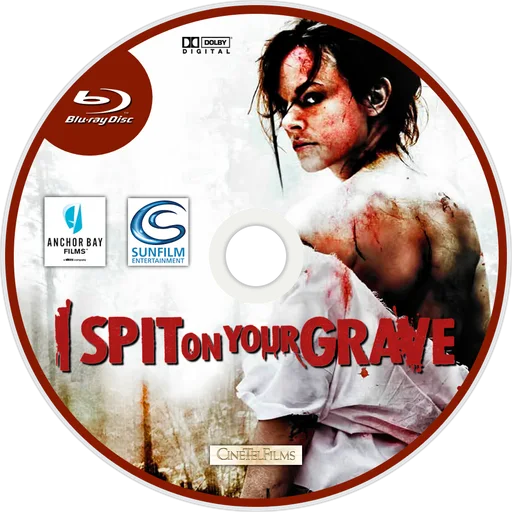 DOLBY
DIGITAL
Blu-ray Disc
ANCHOR BAY
FILMS
SUNFILM
ENTERTAINMENT
I SPIT ON YOUR GRAVE
CINETELFILMS